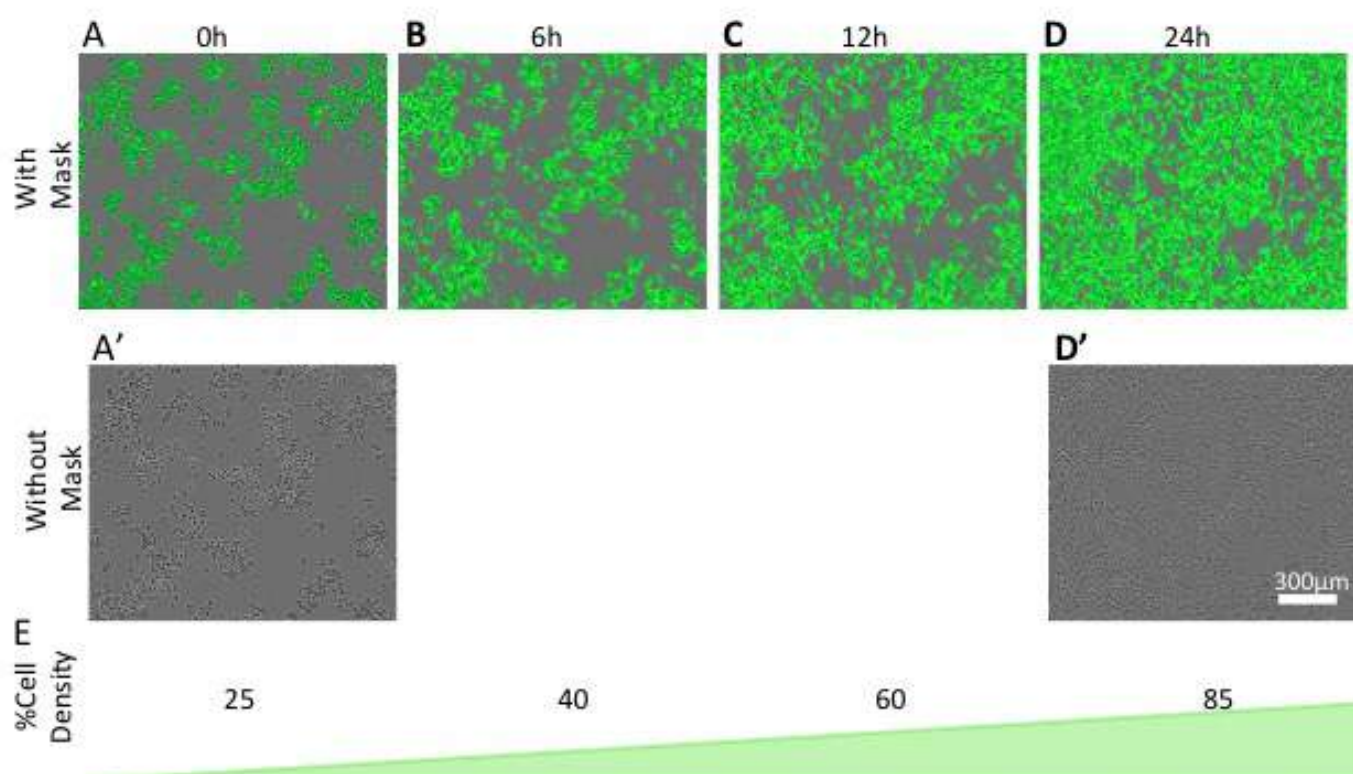 A 0h B 6h C 12h D 24h
With
Mask
A’ D’
Without
Mask
300µm
E
%Cell
Density
25 40 60 85